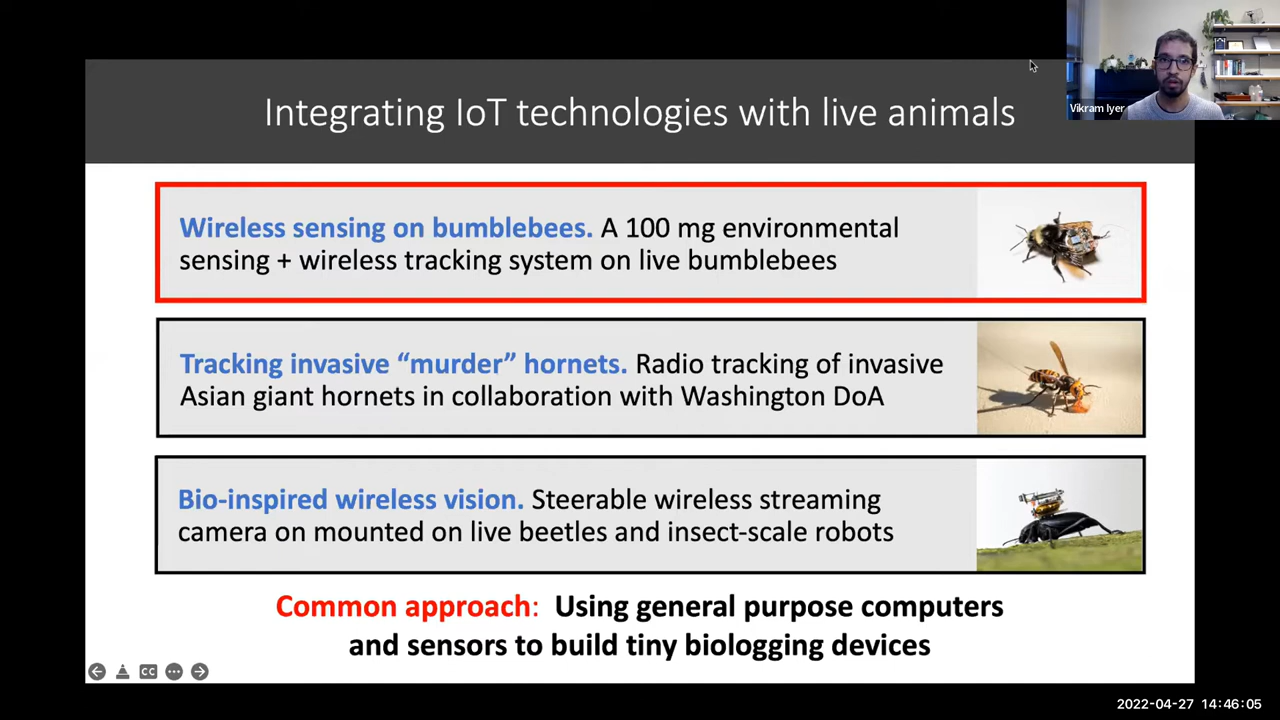 Integrating IoT technologies with live animals
Vikram Iyer
Wireless sensing on bumblebees. A 100 mg environmental
sensing + wireless tracking system on live bumblebees
Tracking invasive “murder” hornets. Radio tracking of invasive
Asian giant hornets in collaboration with Washington DoA
Bio-inspired wireless vision. Steerable wireless streaming
camera on mounted on live beetles and insect-scale robots
Common approach: Using general purpose computers
and sensors to build tiny biologging devices
CC
2022-04-27 14:46:05